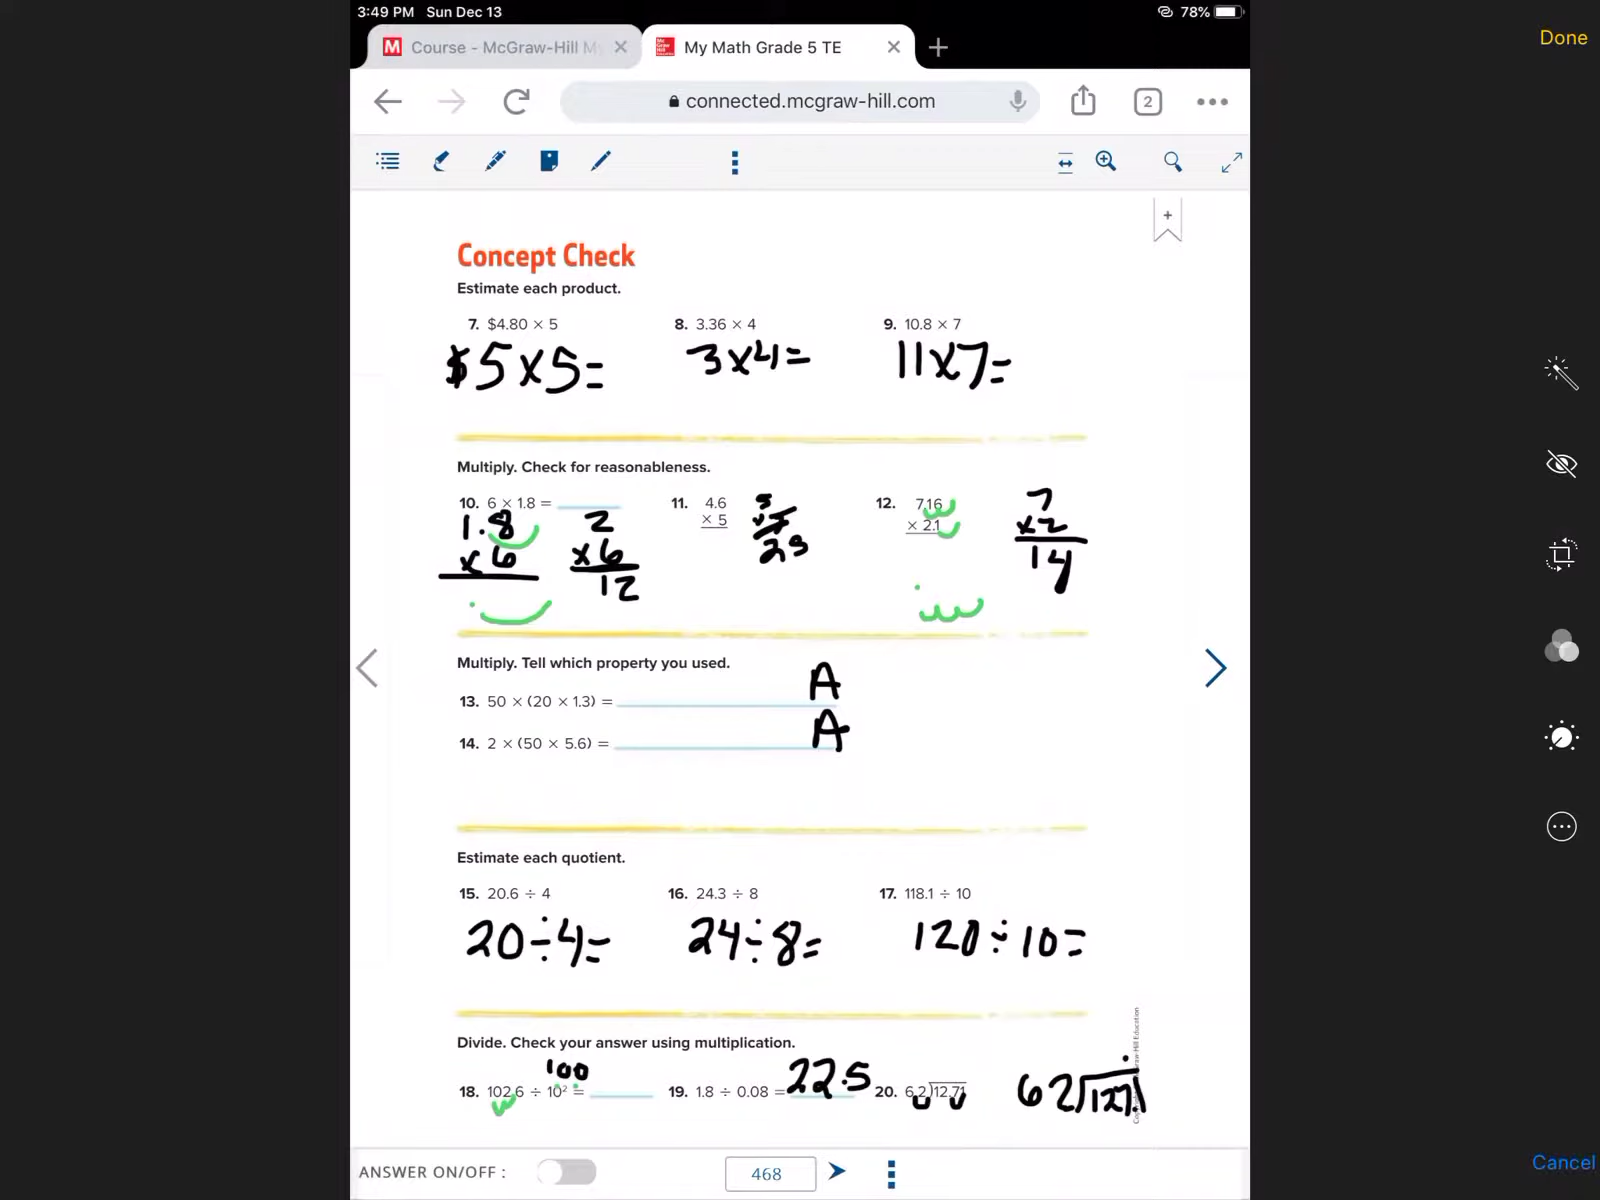 3:49 PM Sun Dec 13
78%
Done
Course - McGraw-Hill My
My Math Grade 5 TE
connected.mcgraw-hill.com
2
Concept Check
Estimate each product.
7. $4.80 × 5
8. 3.36 × 4
9. 10.8 × 7
$5×5=
3×4=
11×7=
Multiply. Check for reasonableness.
10. 6 × 1.8 =
11. 4.6
× 5
12. 7.16
× 2.1
1.8
×6
2
×6
12
23
7
×2
14
Multiply. Tell which property you used.
13. 50 × (20 × 1.3) =
A
14. 2 × (50 × 5.6) =
A
Estimate each quotient.
15. 20.6 ÷ 4
16. 24.3 ÷ 8
17. 118.1 ÷ 10
20÷4=
24÷8=
120÷10=
Divide. Check your answer using multiplication.
100
18. 102.6 ÷ 10² =
19. 1.8 ÷ 0.08 = 22.5
20. 6.2)12.71
62)127.1
ANSWER ON/OFF :
468
Cancel